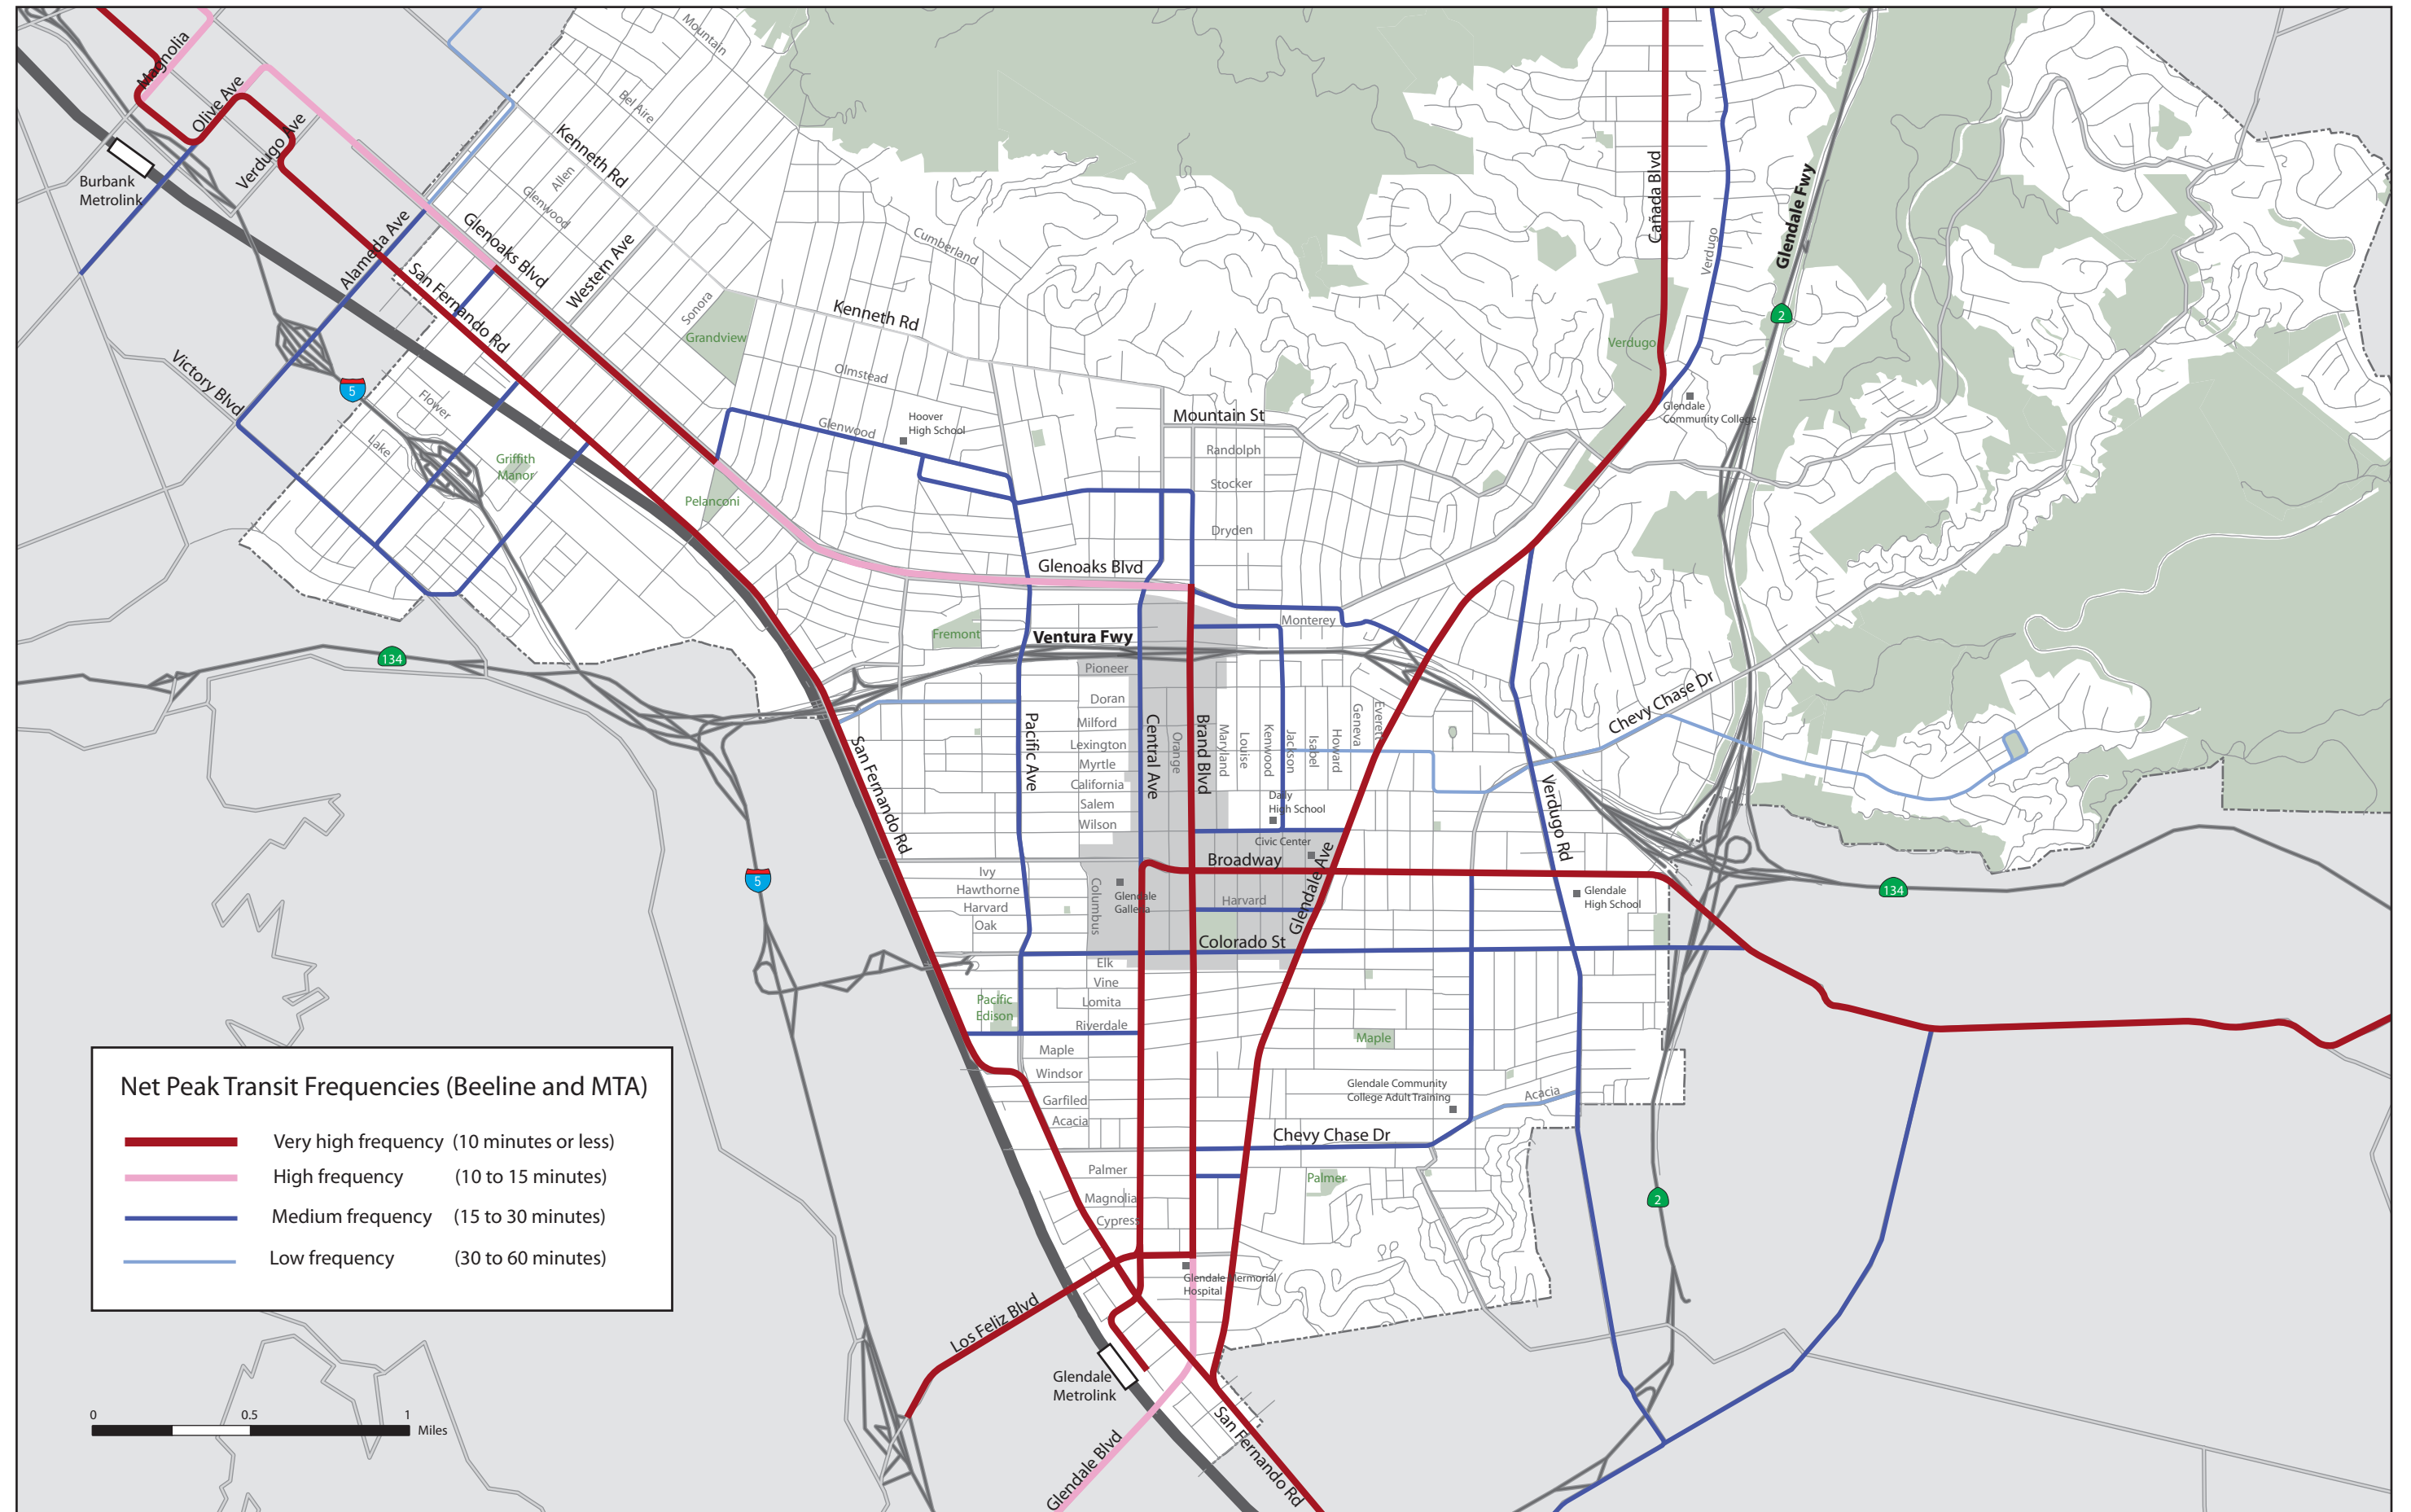 Mountain
Magnolia
Olive Ave
Verdugo Ave
Bel Aire
Kenneth Rd
Allen
Glenwood
Burbank
Metrolink
Alameda Ave
Glenoaks Blvd
Western Ave
San Fernando Rd
Cumberland
Cañada Blvd
Verdugo
Glendale Fwy
2
Sonora
Kenneth Rd
Grandview
Verdugo
Victory Blvd
5
Flower
Olmstead
Lake
Glenwood
Hoover
High School
Mountain St
Glendale
Community College
Randolph
Griffith
Manor
Stocker
Pelanconi
Dryden
Glenoaks Blvd
Monterey
Fremont
Ventura Fwy
134
Pioneer
Doran
Milford
Lexington
Myrtle
California
Salem
Wilson
Pacific Ave
Central Ave
Orange
Brand Blvd
Maryland
Louise
Kenwood
Jackson
Isabel
Howard
Geneva
Everett
Chevy Chase Dr
San Fernando Rd
Daily
High School
Civic Center
Verdugo Rd
Broadway
Glendale Ave
5
134
Ivy
Hawthorne
Harvard
Oak
Columbus
Glendale
Galleria
Harvard
Glendale
High School
Colorado St
Elk
Vine
Lomita
Riverdale
Pacific
Edison
Maple
Maple
Windsor
Garfiled
Acacia
Glendale Community
College Adult Training
Acacia
Chevy Chase Dr
Palmer
Palmer
Magnolia
Cypress
2
Glendale Memorial
Hospital
Los Feliz Blvd
Glendale
Metrolink
Glendale Blvd
San Fernando Rd
Net Peak Transit Frequencies (Beeline and MTA)
Very high frequency (10 minutes or less)
High frequency (10 to 15 minutes)
Medium frequency (15 to 30 minutes)
Low frequency (30 to 60 minutes)
0 0.5 1
Miles